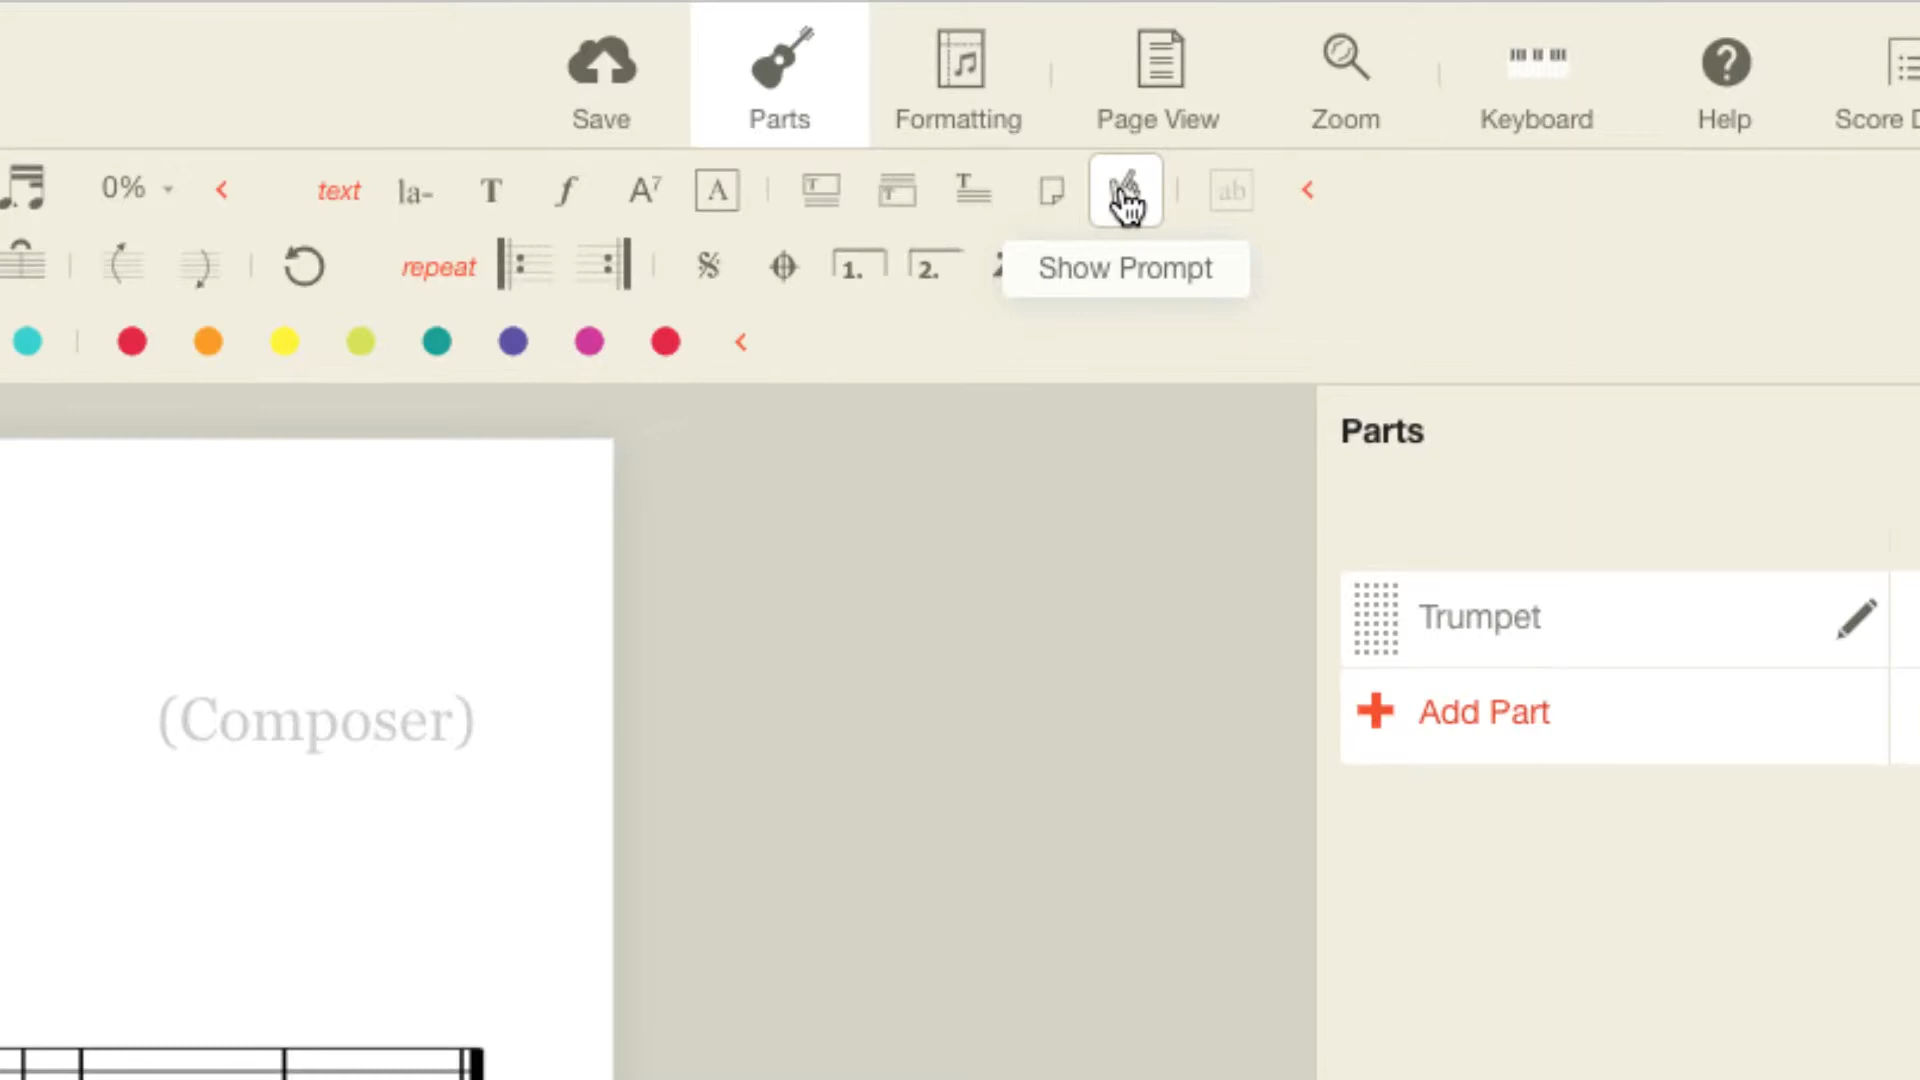 Save Parts Formatting Page View Zoom Keyboard Help Score
0% text la- T f A7 A T T T ab
repeat 1. 2. Show Prompt
Parts
Trumpet
Add Part
(Composer)